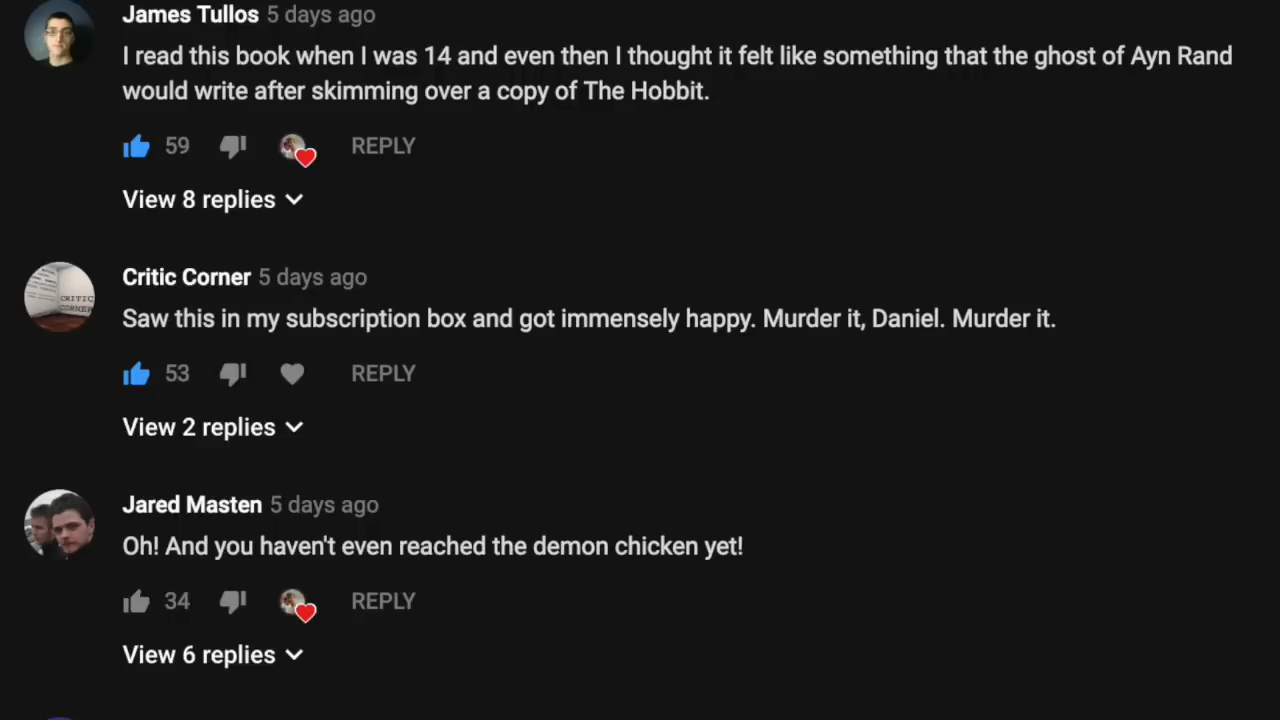 James Tullos 5 days ago
I read this book when I was 14 and even then I thought it felt like something that the ghost of Ayn Rand
would write after skimming over a copy of The Hobbit.
59 REPLY
View 8 replies
Critic Corner 5 days ago
CRITIC
CORNER
Saw this in my subscription box and got immensely happy. Murder it, Daniel. Murder it.
53 REPLY
View 2 replies
Jared Masten 5 days ago
Oh! And you haven't even reached the demon chicken yet!
34 REPLY
View 6 replies